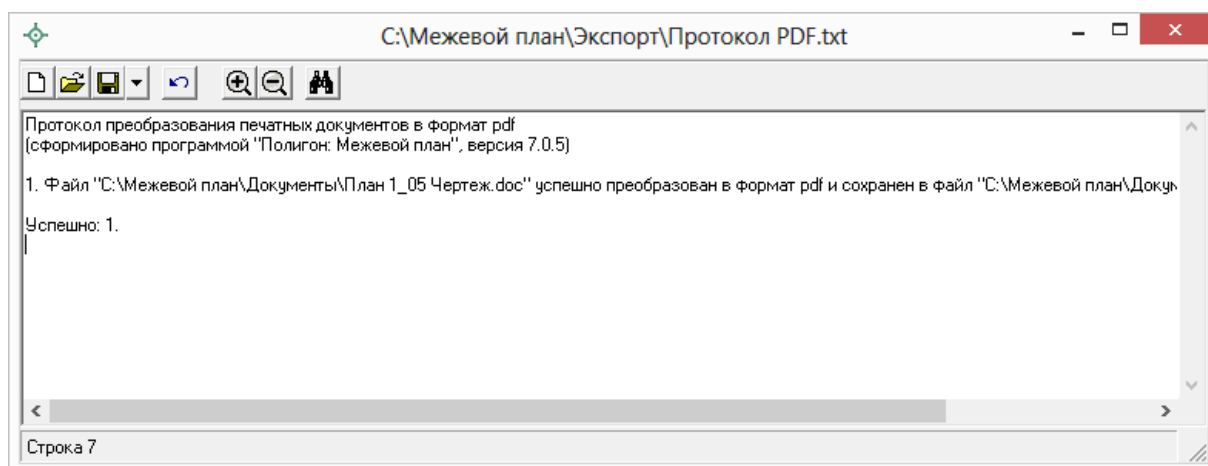 C:\Межевой план\Экспорт\Протокол PDF.txt
Протокол преобразования печатных документов в формат pdf
(сформировано программой "Полигон: Межевой план", версия 7.0.5)
1. Файл "C:\Межевой план\Документы\План 1_05 Чертеж.doc" успешно преобразован в формат pdf и сохранен в файл "C:\Межевой план\Докум
Успешно: 1.
Строка 7